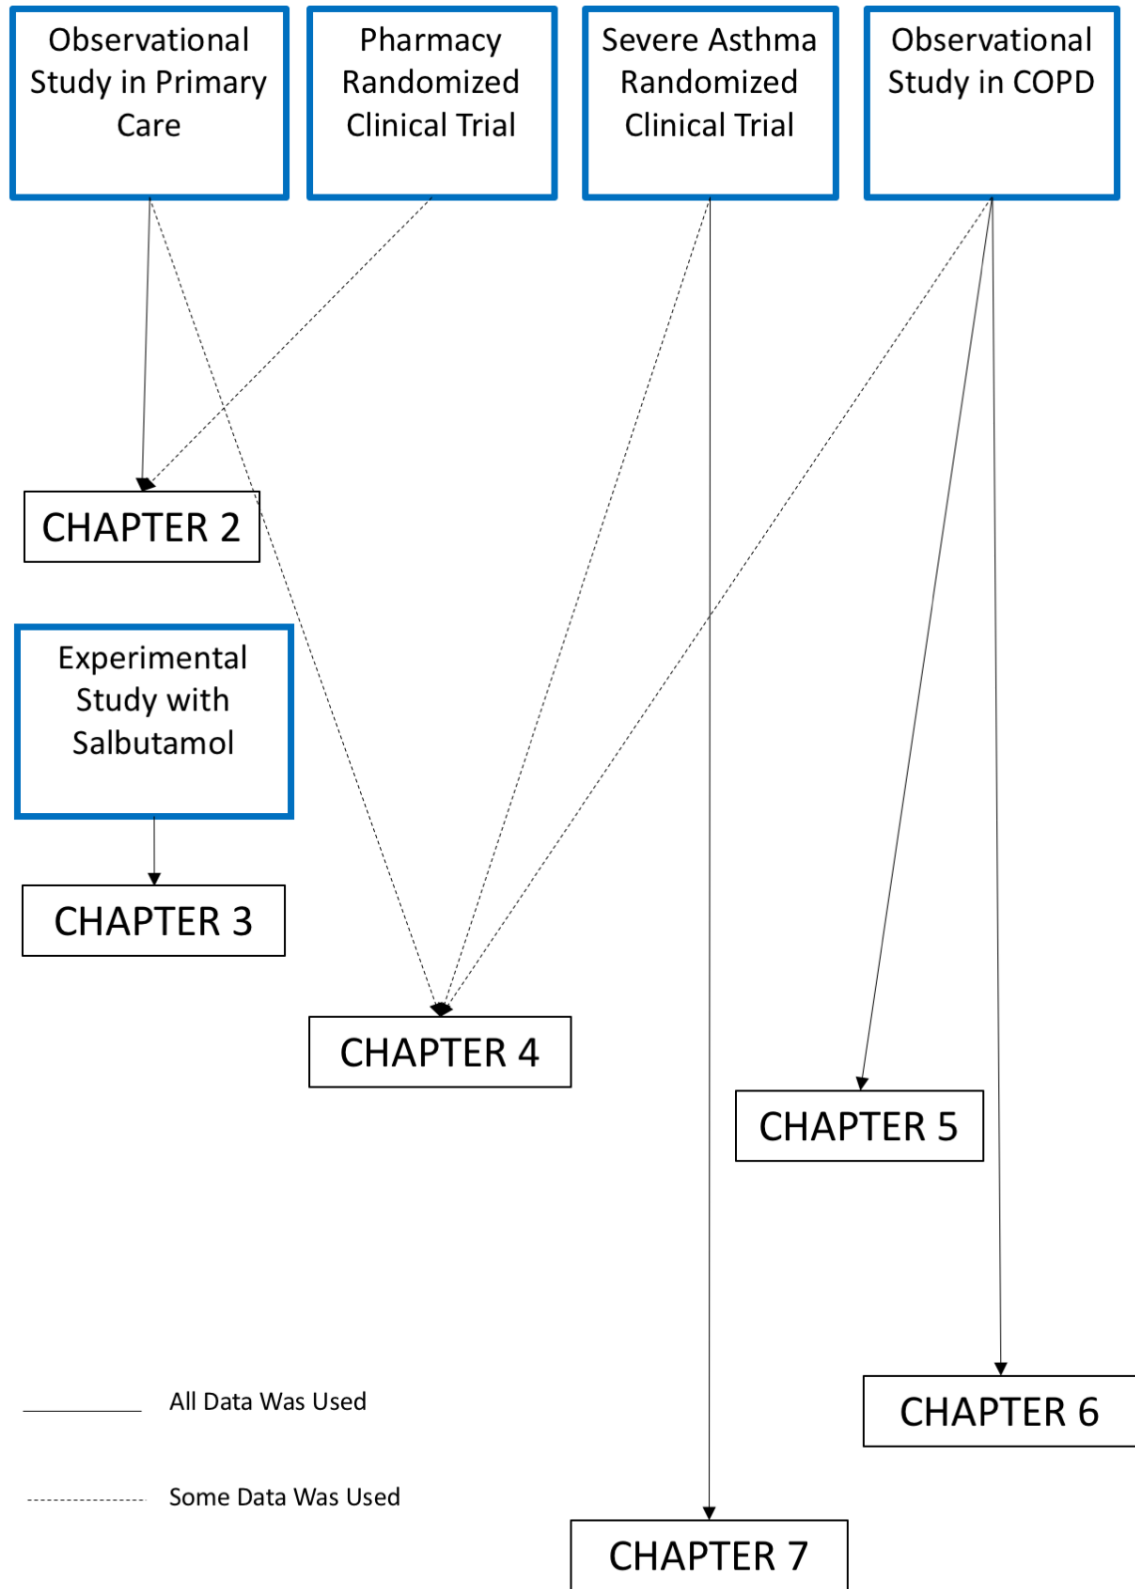 Observational
Study in Primary
Care
Pharmacy
Randomized
Clinical Trial
Severe Asthma
Randomized
Clinical Trial
Observational
Study in COPD
CHAPTER 2
Experimental
Study with
Salbutamol
CHAPTER 3
CHAPTER 4
CHAPTER 5
CHAPTER 6
All Data Was Used
Some Data Was Used
CHAPTER 7